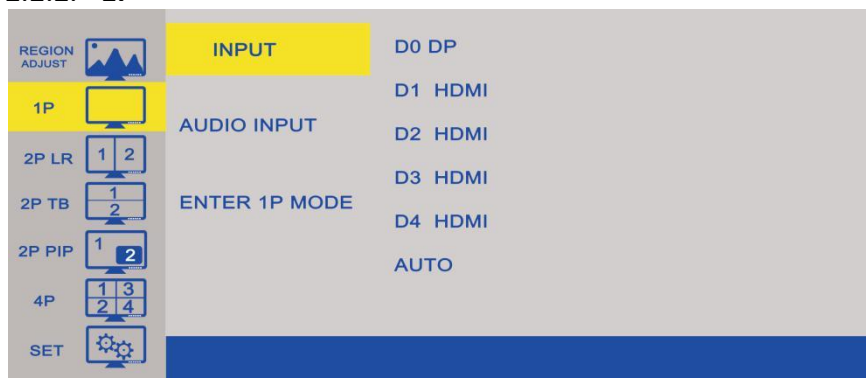 REGION
ADJUST
1P
2P LR
1 2
2P TB
1
2
2P PIP
1
2
4P
1 3
2 4
SET
INPUT
AUDIO INPUT
ENTER 1P MODE
D0 DP
D1 HDMI
D2 HDMI
D3 HDMI
D4 HDMI
AUTO